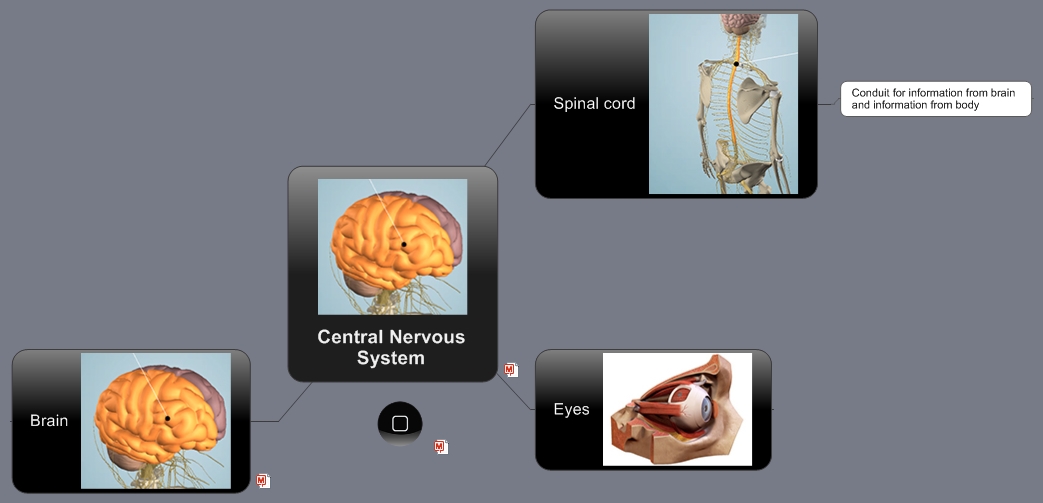 Spinal cord
Conduit for information from brain
and information from body
Central Nervous
System
Brain
Eyes